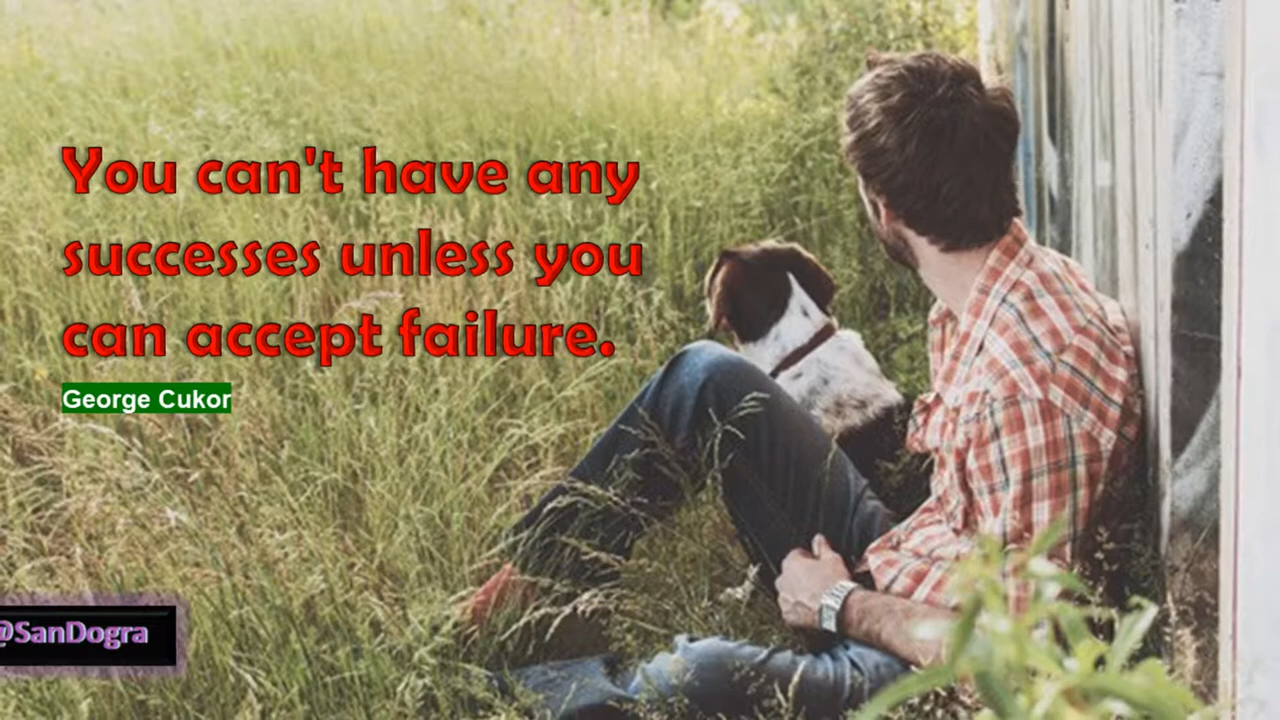 You can't have any
successes unless you
can accept failure.
George Cukor
@SanDogra